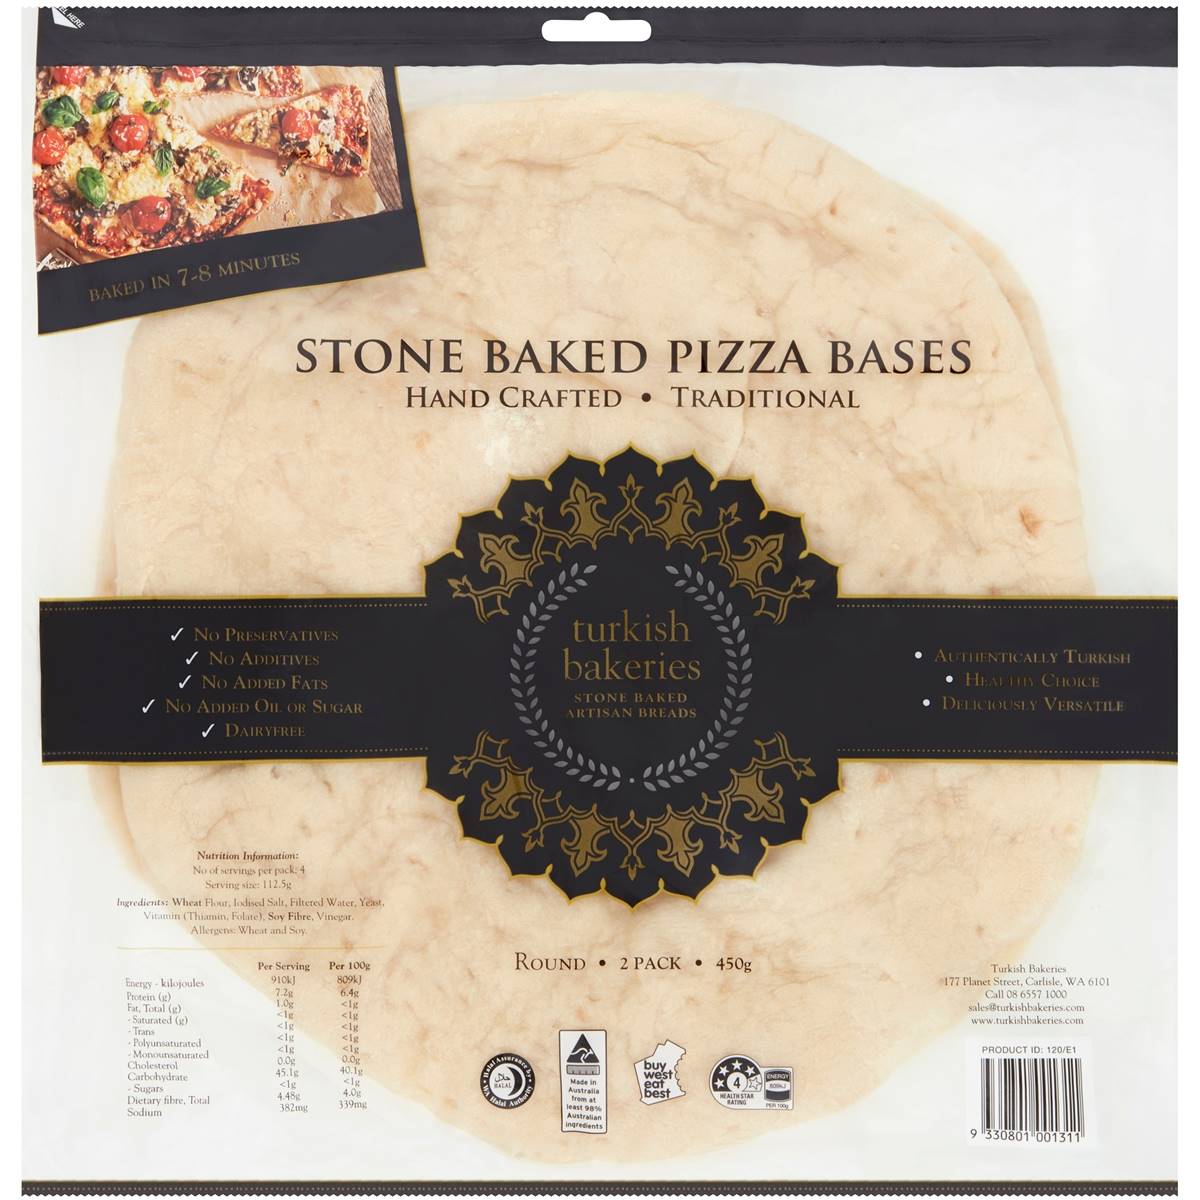 BAKED IN 7-8 MINUTES
STONE BAKED PIZZA BASES
HAND CRAFTED • TRADITIONAL
✓ NO PRESERVATIVES
✓ NO ADDITIVES
✓ NO ADDED FATS
✓ NO ADDED OIL OR SUGAR
✓ DAIRYFREE
turkish
bakeries
STONE BAKED
ARTISAN BREADS
• AUTHENTICALLY TURKISH
• HEALTHY CHOICE
• DELICIOUSLY VERSATILE
Nutrition Information:
No of servings per pack: 4
Serving size: 112.5g
Ingredients: Wheat Flour, Iodised Salt, Filtered Water, Yeast,
Vitamin (Thiamin, Folate), Soy Fibre, Vinegar.
Allergens: Wheat and Soy.
Per Serving Per 100g
Energy - kilojoules 910kJ 809kJ
Protein (g) 7.2g 6.4g
Fat, Total (g) 1.0g <1g
- Saturated (g) <1g <1g
- Trans <1g <1g
- Polyunsaturated <1g <1g
- Monounsaturated <1g <1g
Cholesterol 0.0g 0.0g
Carbohydrate 45.1g 40.1g
- Sugars <1g <1g
Dietary fibre, Total 4.48g 4.0g
Sodium 382mg 339mg
ROUND • 2 PACK • 450g
Halal Assurance by
حلال
HALAL
WA Halal Authority
Made in
Australia
from at
least 98%
Australian
ingredients
buy
west
eat
best
4
HEALTH STAR
RATING
ENERGY
809kJ
PER 100g
Turkish Bakeries
177 Planet Street, Carlisle, WA 6101
Call 08 6557 1000
sales@turkishbakeries.com
www.turkishbakeries.com
PRODUCT ID: 120/E1
9 330801 001311